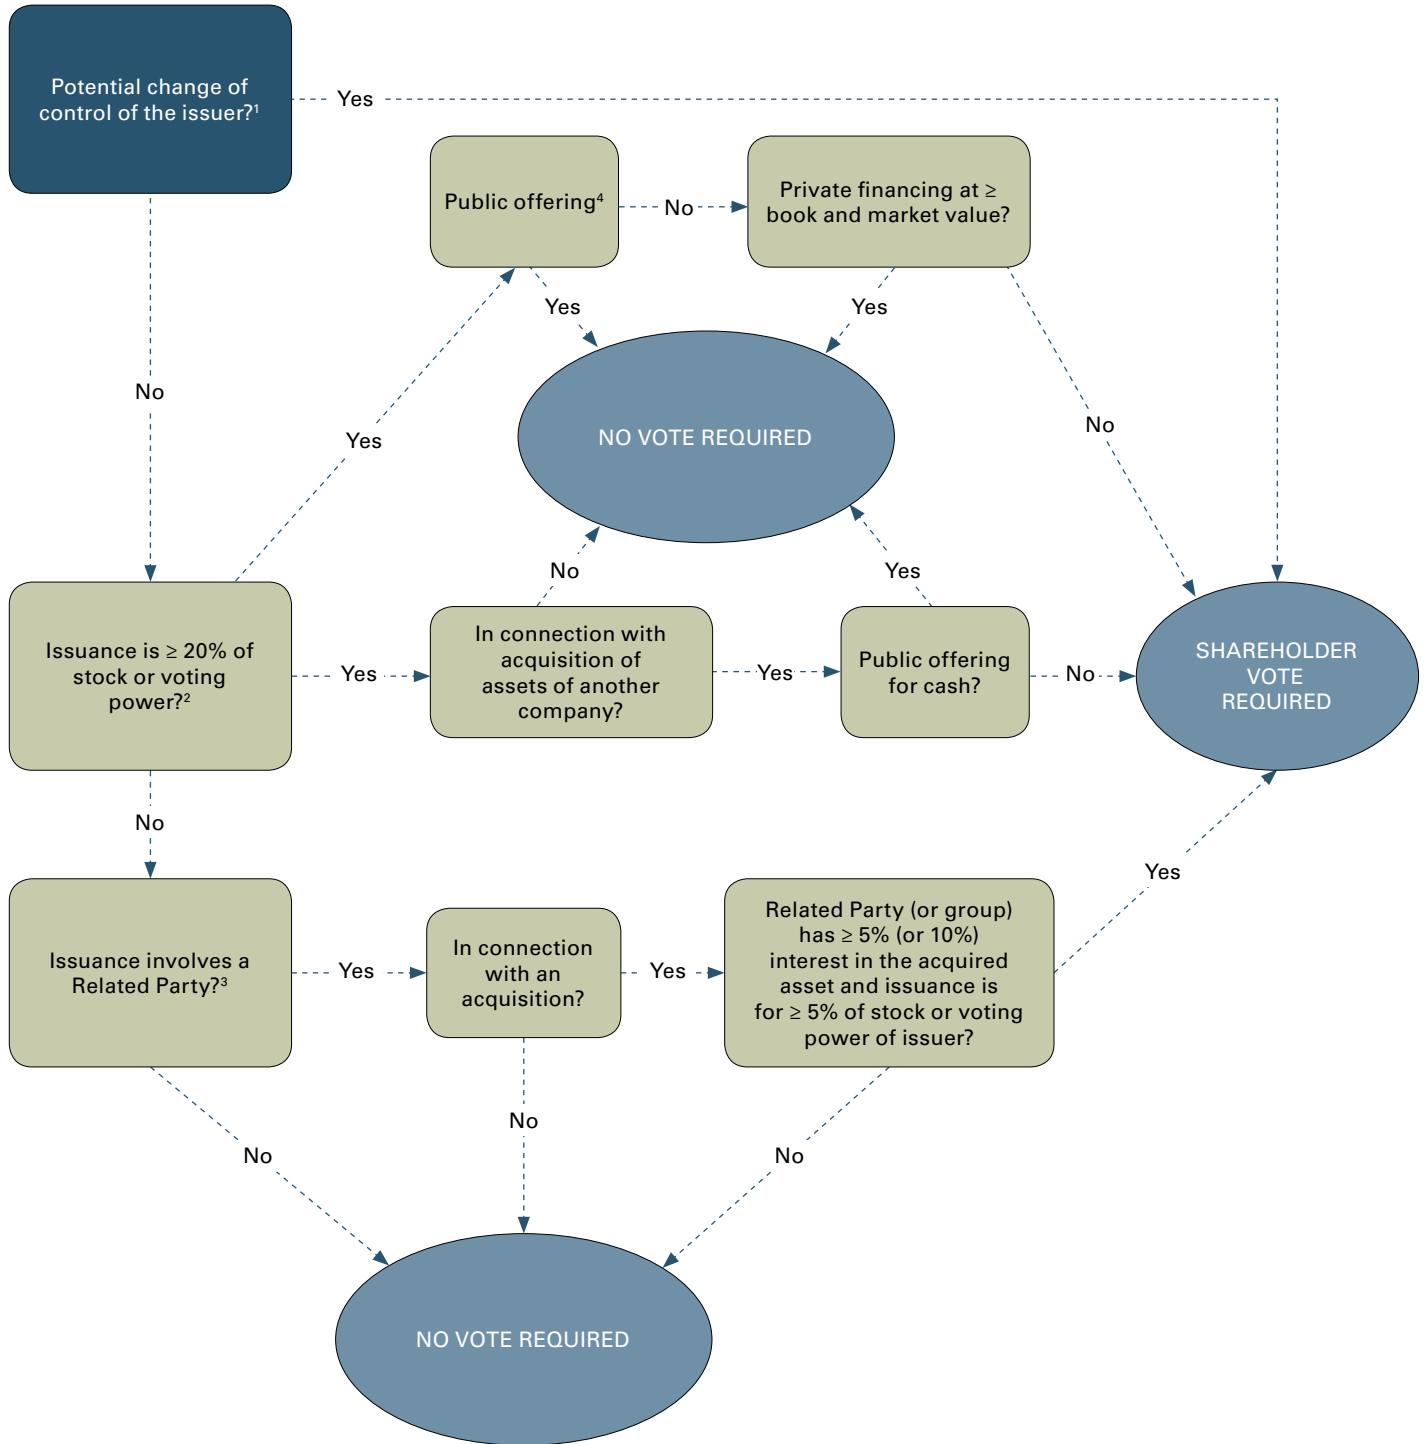 Potential change of
control of the issuer?¹
Yes
Public offering⁴
No
Private financing at ≥
book and market value?
Yes
Yes
No
Yes
No
NO VOTE REQUIRED
No
Yes
Issuance is ≥ 20% of
stock or voting
power?²
Yes
In connection with
acquisition of
assets of another
company?
Yes
Public offering
for cash?
No
SHAREHOLDER
VOTE
REQUIRED
No
Yes
Issuance involves a
Related Party?³
Yes
In connection
with an
acquisition?
Yes
Related Party (or group)
has ≥ 5% (or 10%)
interest in the acquired
asset and issuance is
for ≥ 5% of stock or voting
power of issuer?
No
No
No
NO VOTE REQUIRED